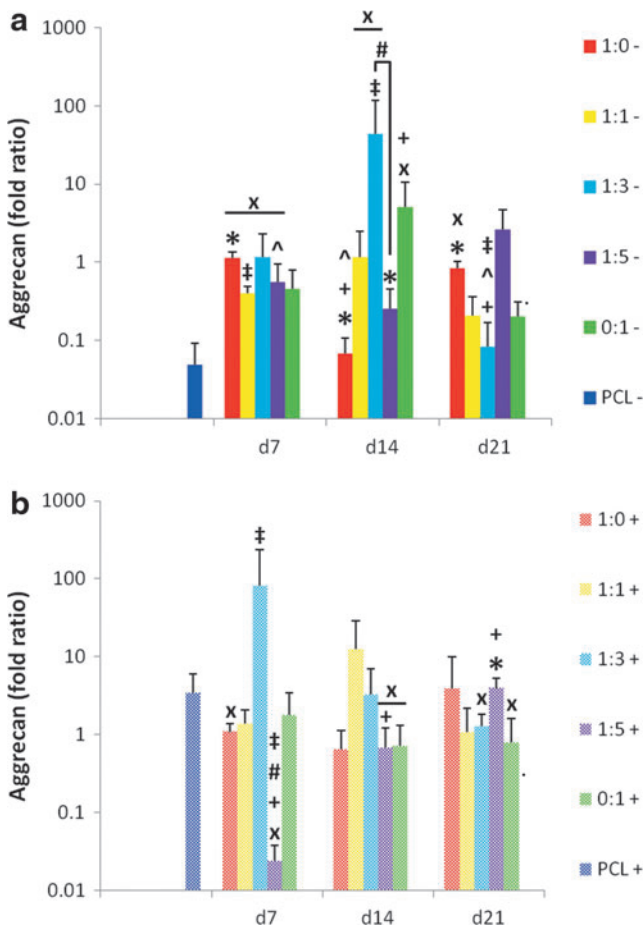 a
Aggrecan (fold ratio)
1000
100
10
1
0.1
0.01
x
*
‡
^
x
#
‡
^
+
*
*
+
x
x
*
‡
^
+
d7
d14
d21
1:0 -
1:1 -
1:3 -
1:5 -
0:1 -
PCL -
b
Aggrecan (fold ratio)
1000
100
10
1
0.1
0.01
x
‡
‡
#
+
x
x
+
x
+
*
x
d7
d14
d21
1:0 +
1:1 +
1:3 +
1:5 +
0:1 +
PCL +